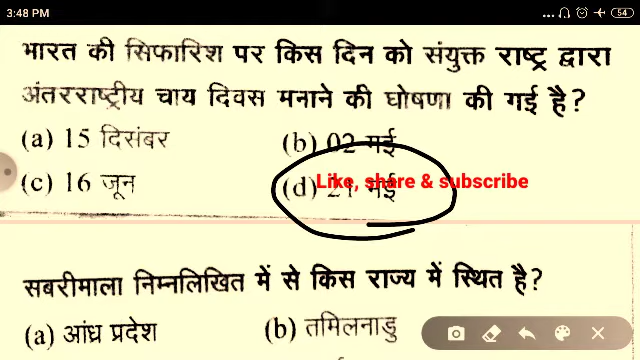 3:48 PM ... 54
भारत की सिफारिश पर किस दिन को संयुक्त राष्ट्र द्वारा
अंतरराष्ट्रीय चाय दिवस मनाने की घोषणा की गई है?
(a) 15 दिसंबर (b) 02 मई
(c) 16 जून (d) 21 मई
Like, share & subscribe
सबरीमाला निम्नलिखित में से किस राज्य में स्थित है?
(a) आंध्र प्रदेश (b) तमिलनाडु